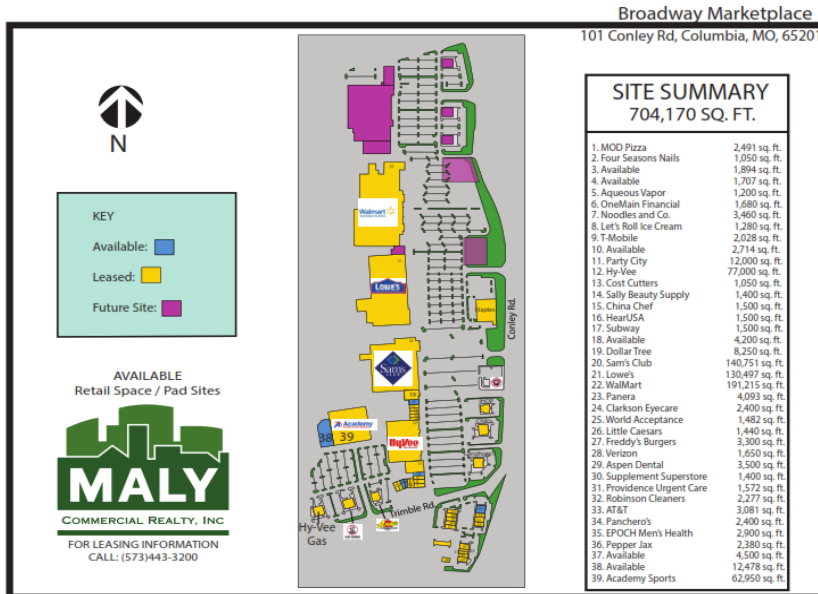 Broadway Marketplace
101 Conley Rd, Columbia, MO, 65201
N
KEY
Available:
Leased:
Future Site:
AVAILABLE
Retail Space / Pad Sites
MALY
COMMERCIAL REALTY, INC
FOR LEASING INFORMATION
CALL: (573)443-3200
Walmart
LOWE'S
Staples
Conley Rd.
Sam's
19
Academy
38 39
HyVee
Trimble Rd.
Hy-Vee
Gas
SITE SUMMARY
704,170 SQ. FT.
1. MOD Pizza 2,491 sq. ft.
2. Four Seasons Nails 1,050 sq. ft.
3. Available 1,894 sq. ft.
4. Available 1,707 sq. ft.
5. Aqueous Vapor 1,200 sq. ft.
6. OneMain Financial 1,680 sq. ft.
7. Noodles and Co. 3,460 sq. ft.
8. Let's Roll Ice Cream 1,280 sq. ft.
9. T-Mobile 2,028 sq. ft.
10. Available 2,714 sq. ft.
11. Party City 12,000 sq. ft.
12. Hy-Vee 77,000 sq. ft.
13. Cost Cutters 1,050 sq. ft.
14. Sally Beauty Supply 1,400 sq. ft.
15. China Chef 1,500 sq. ft.
16. HearUSA 1,500 sq. ft.
17. Subway 1,500 sq. ft.
18. Available 4,200 sq. ft.
19. Dollar Tree 8,250 sq. ft.
20. Sam's Club 140,751 sq. ft.
21. Lowe's 130,497 sq. ft.
22. WalMart 191,215 sq. ft.
23. Panera 4,093 sq. ft.
24. Clarkson Eyecare 2,400 sq. ft.
25. World Acceptance 1,482 sq. ft.
26. Little Caesars 1,440 sq. ft.
27. Freddy's Burgers 3,300 sq. ft.
28. Verizon 1,650 sq. ft.
29. Aspen Dental 3,500 sq. ft.
30. Supplement Superstore 1,400 sq. ft.
31. Providence Urgent Care 1,572 sq. ft.
32. Robinson Cleaners 2,277 sq. ft.
33. AT&T 3,081 sq. ft.
34. Panchero's 2,400 sq. ft.
35. EPOCH Men's Health 2,900 sq. ft.
36. Pepper Jax 2,380 sq. ft.
37. Available 4,500 sq. ft.
38. Available 12,478 sq. ft.
39. Academy Sports 62,950 sq. ft.